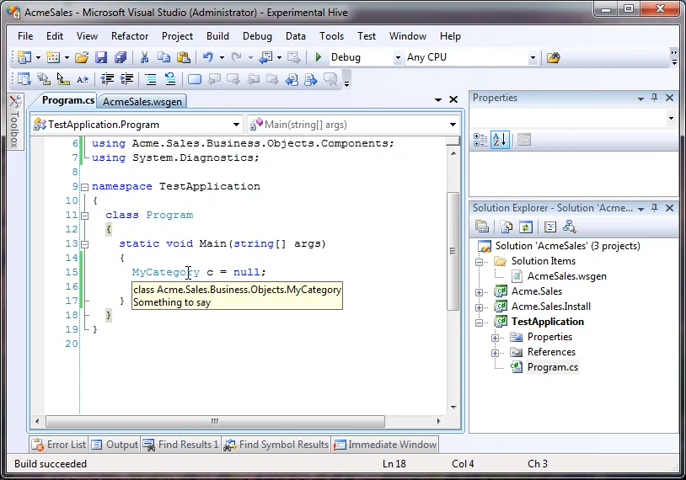 AcmeSales - Microsoft Visual Studio (Administrator) - Experimental Hive
File Edit View Refactor Project Build Debug Data Tools Test Window Help
Debug Any CPU
Toolbox
Program.cs AcmeSales.wsgen
TestApplication.Program Main(string[] args)
6 using Acme.Sales.Business.Objects.Components;
7 using System.Diagnostics;
8
9 namespace TestApplication
10 {
11 class Program
12 {
13 static void Main(string[] args)
14 {
15 MyCategory c = null;
16 class Acme.Sales.Business.Objects.MyCategory
Something to say
17 }
18 }
19 }
20
Properties
Solution Explorer - Solution 'Acme...
Solution 'AcmeSales' (3 projects)
Solution Items
AcmeSales.wsgen
Acme.Sales
Acme.Sales.Install
TestApplication
Properties
References
Program.cs
Error List Output Find Results 1 Find Symbol Results Immediate Window
Build succeeded Ln 18 Col 4 Ch 3